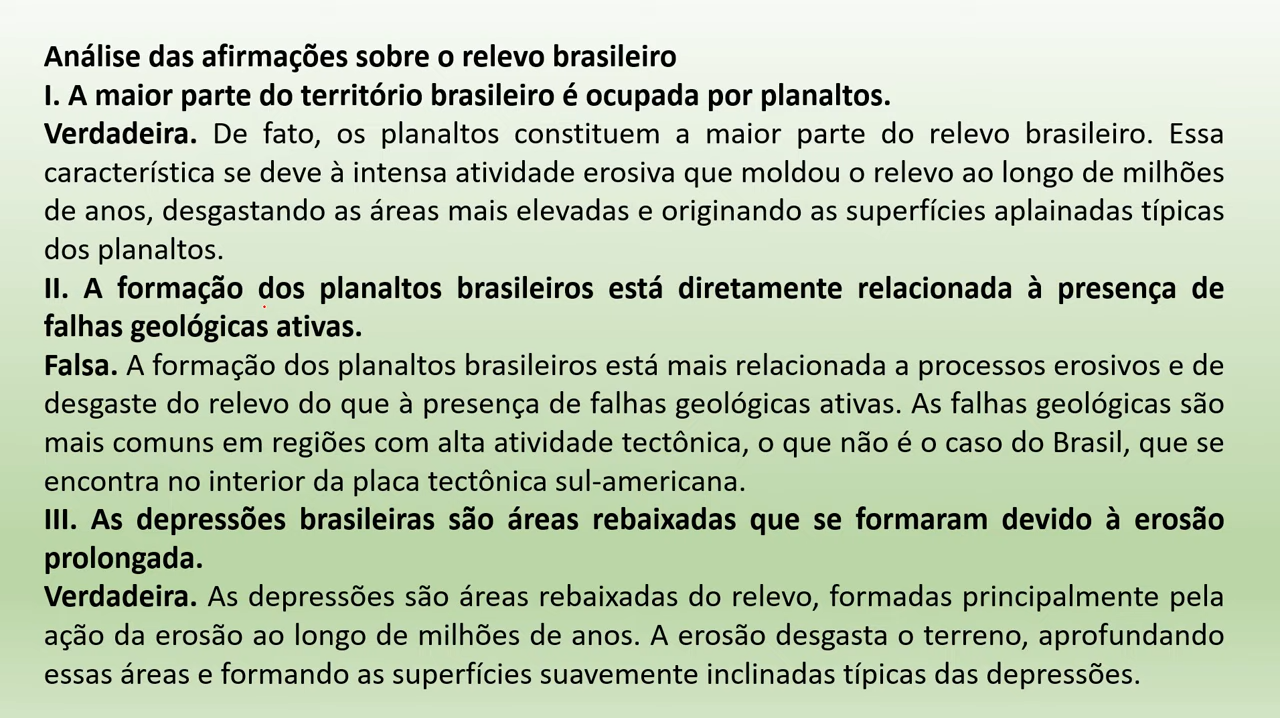 Análise das afirmações sobre o relevo brasileiro
I. A maior parte do território brasileiro é ocupada por planaltos.
Verdadeira. De fato, os planaltos constituem a maior parte do relevo brasileiro. Essa
característica se deve à intensa atividade erosiva que moldou o relevo ao longo de milhões
de anos, desgastando as áreas mais elevadas e originando as superfícies aplainadas típicas
dos planaltos.
II. A formação dos planaltos brasileiros está diretamente relacionada à presença de
falhas geológicas ativas.
Falsa. A formação dos planaltos brasileiros está mais relacionada a processos erosivos e de
desgaste do relevo do que à presença de falhas geológicas ativas. As falhas geológicas são
mais comuns em regiões com alta atividade tectônica, o que não é o caso do Brasil, que se
encontra no interior da placa tectônica sul-americana.
III. As depressões brasileiras são áreas rebaixadas que se formaram devido à erosão
prolongada.
Verdadeira. As depressões são áreas rebaixadas do relevo, formadas principalmente pela
ação da erosão ao longo de milhões de anos. A erosão desgasta o terreno, aprofundando
essas áreas e formando as superfícies suavemente inclinadas típicas das depressões.